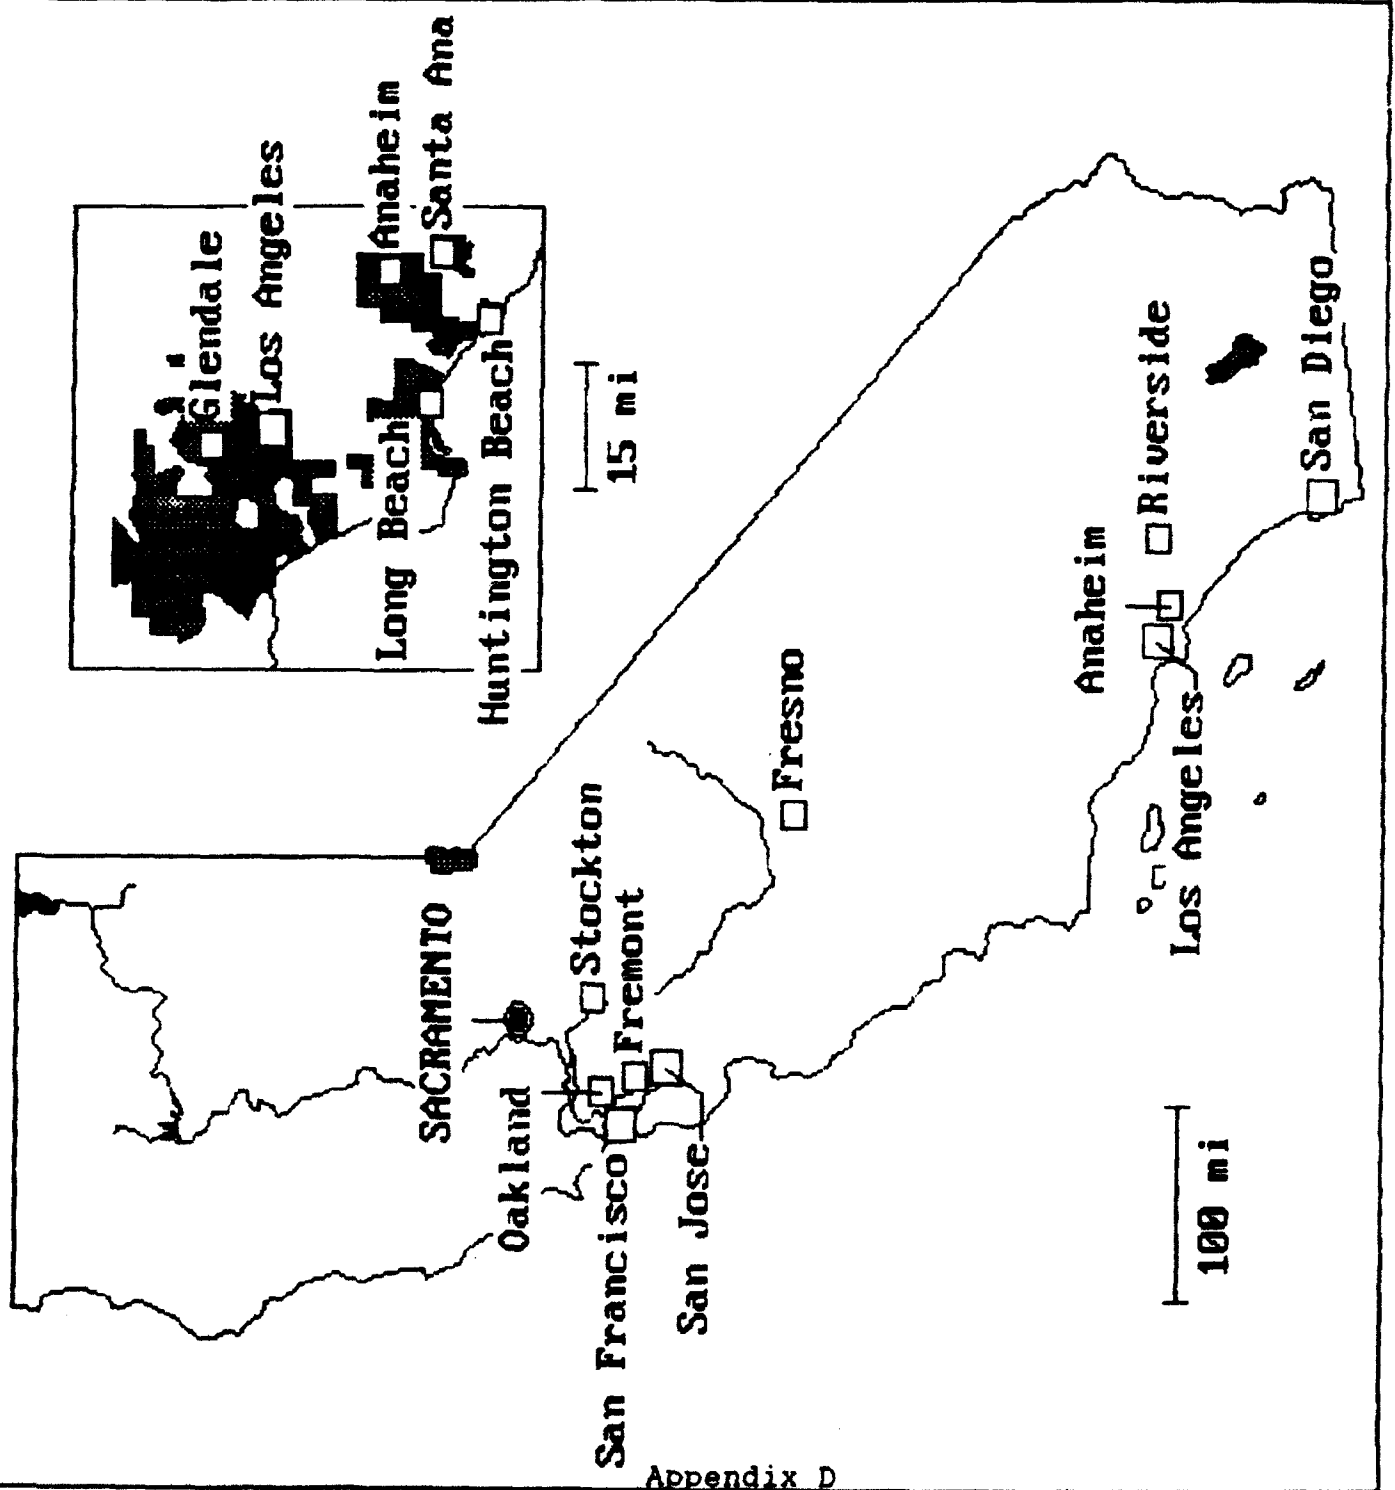 Glendale
Los Angeles
Anaheim
Santa Ana
Long Beach
Huntington Beach
15 mi
SACRAMENTO
Stockton
Oakland
Fremont
San Francisco
San Jose
Fresno
Anaheim
Riverside
Los Angeles
San Diego
100 mi
Appendix D